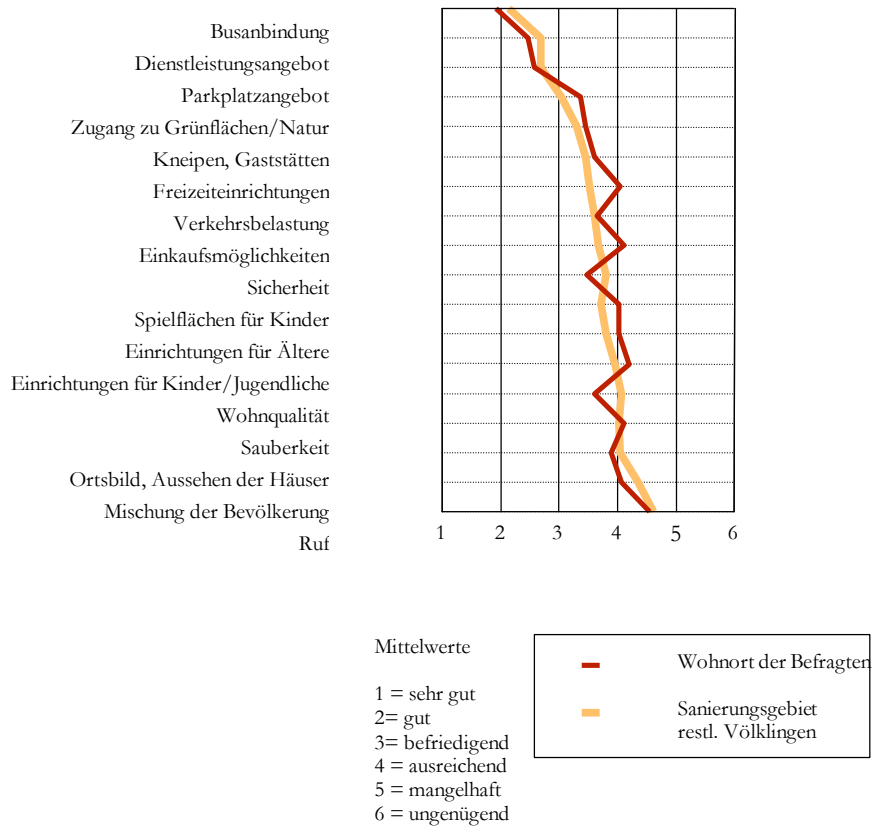 Busanbindung
Dienstleistungsangebot
Parkplatzangebot
Zugang zu Grünflächen/Natur
Kneipen, Gaststätten
Freizeiteinrichtungen
Verkehrsbelastung
Einkaufsmöglichkeiten
Sicherheit
Spielflächen für Kinder
Einrichtungen für Ältere
Einrichtungen für Kinder/Jugendliche
Wohnqualität
Sauberkeit
Ortsbild, Aussehen der Häuser
Mischung der Bevölkerung
Ruf
1 2 3 4 5 6
Mittelwerte
1 = sehr gut
2= gut
3= befriedigend
4 = ausreichend
5 = mangelhaft
6 = ungenügend
Wohnort der Befragten
Sanierungsgebiet
restl. Völklingen